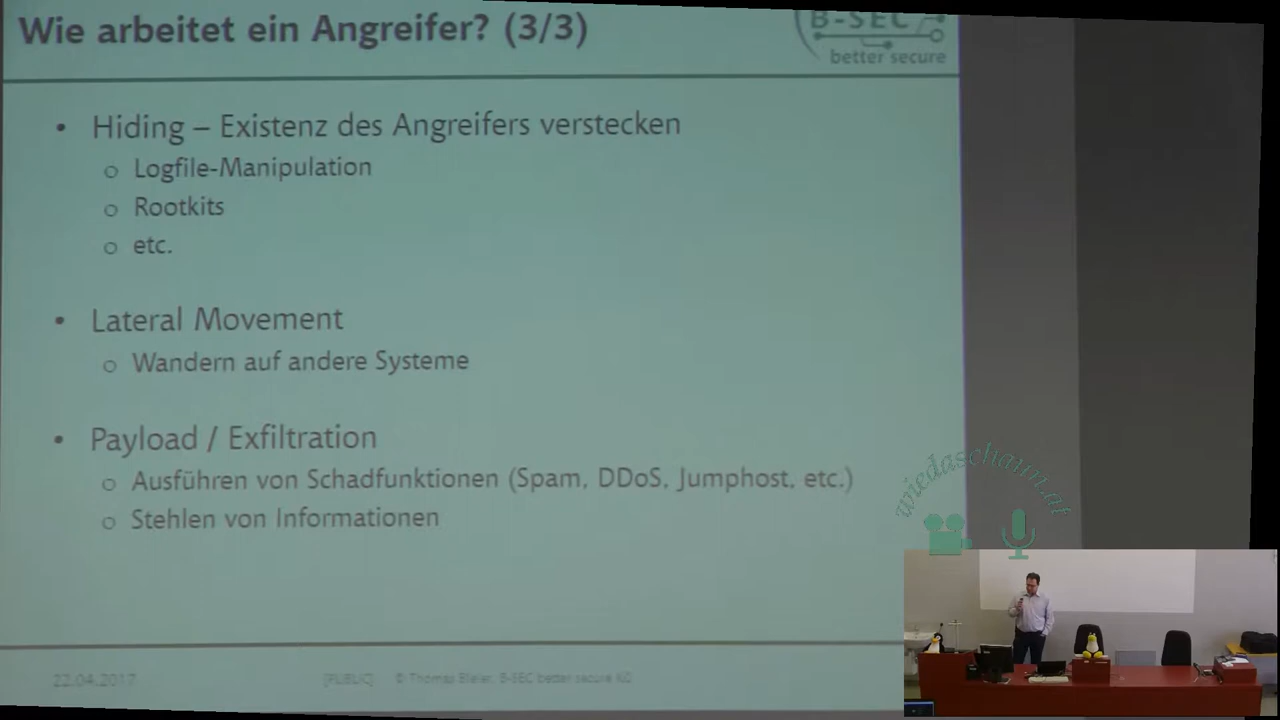 Wie arbeitet ein Angreifer? (3/3)
B-SEC
better secure
• Hiding – Existenz des Angreifers verstecken
o Logfile-Manipulation
o Rootkits
o etc.
• Lateral Movement
o Wandern auf andere Systeme
• Payload / Exfiltration
o Ausführen von Schadfunktionen (Spam, DDoS, Jumphost, etc.)
o Stehlen von Informationen
wiedaschaun.at
22.04.2017
[PUBLIC] © Thomas Bleier, B-SEC better secure KG